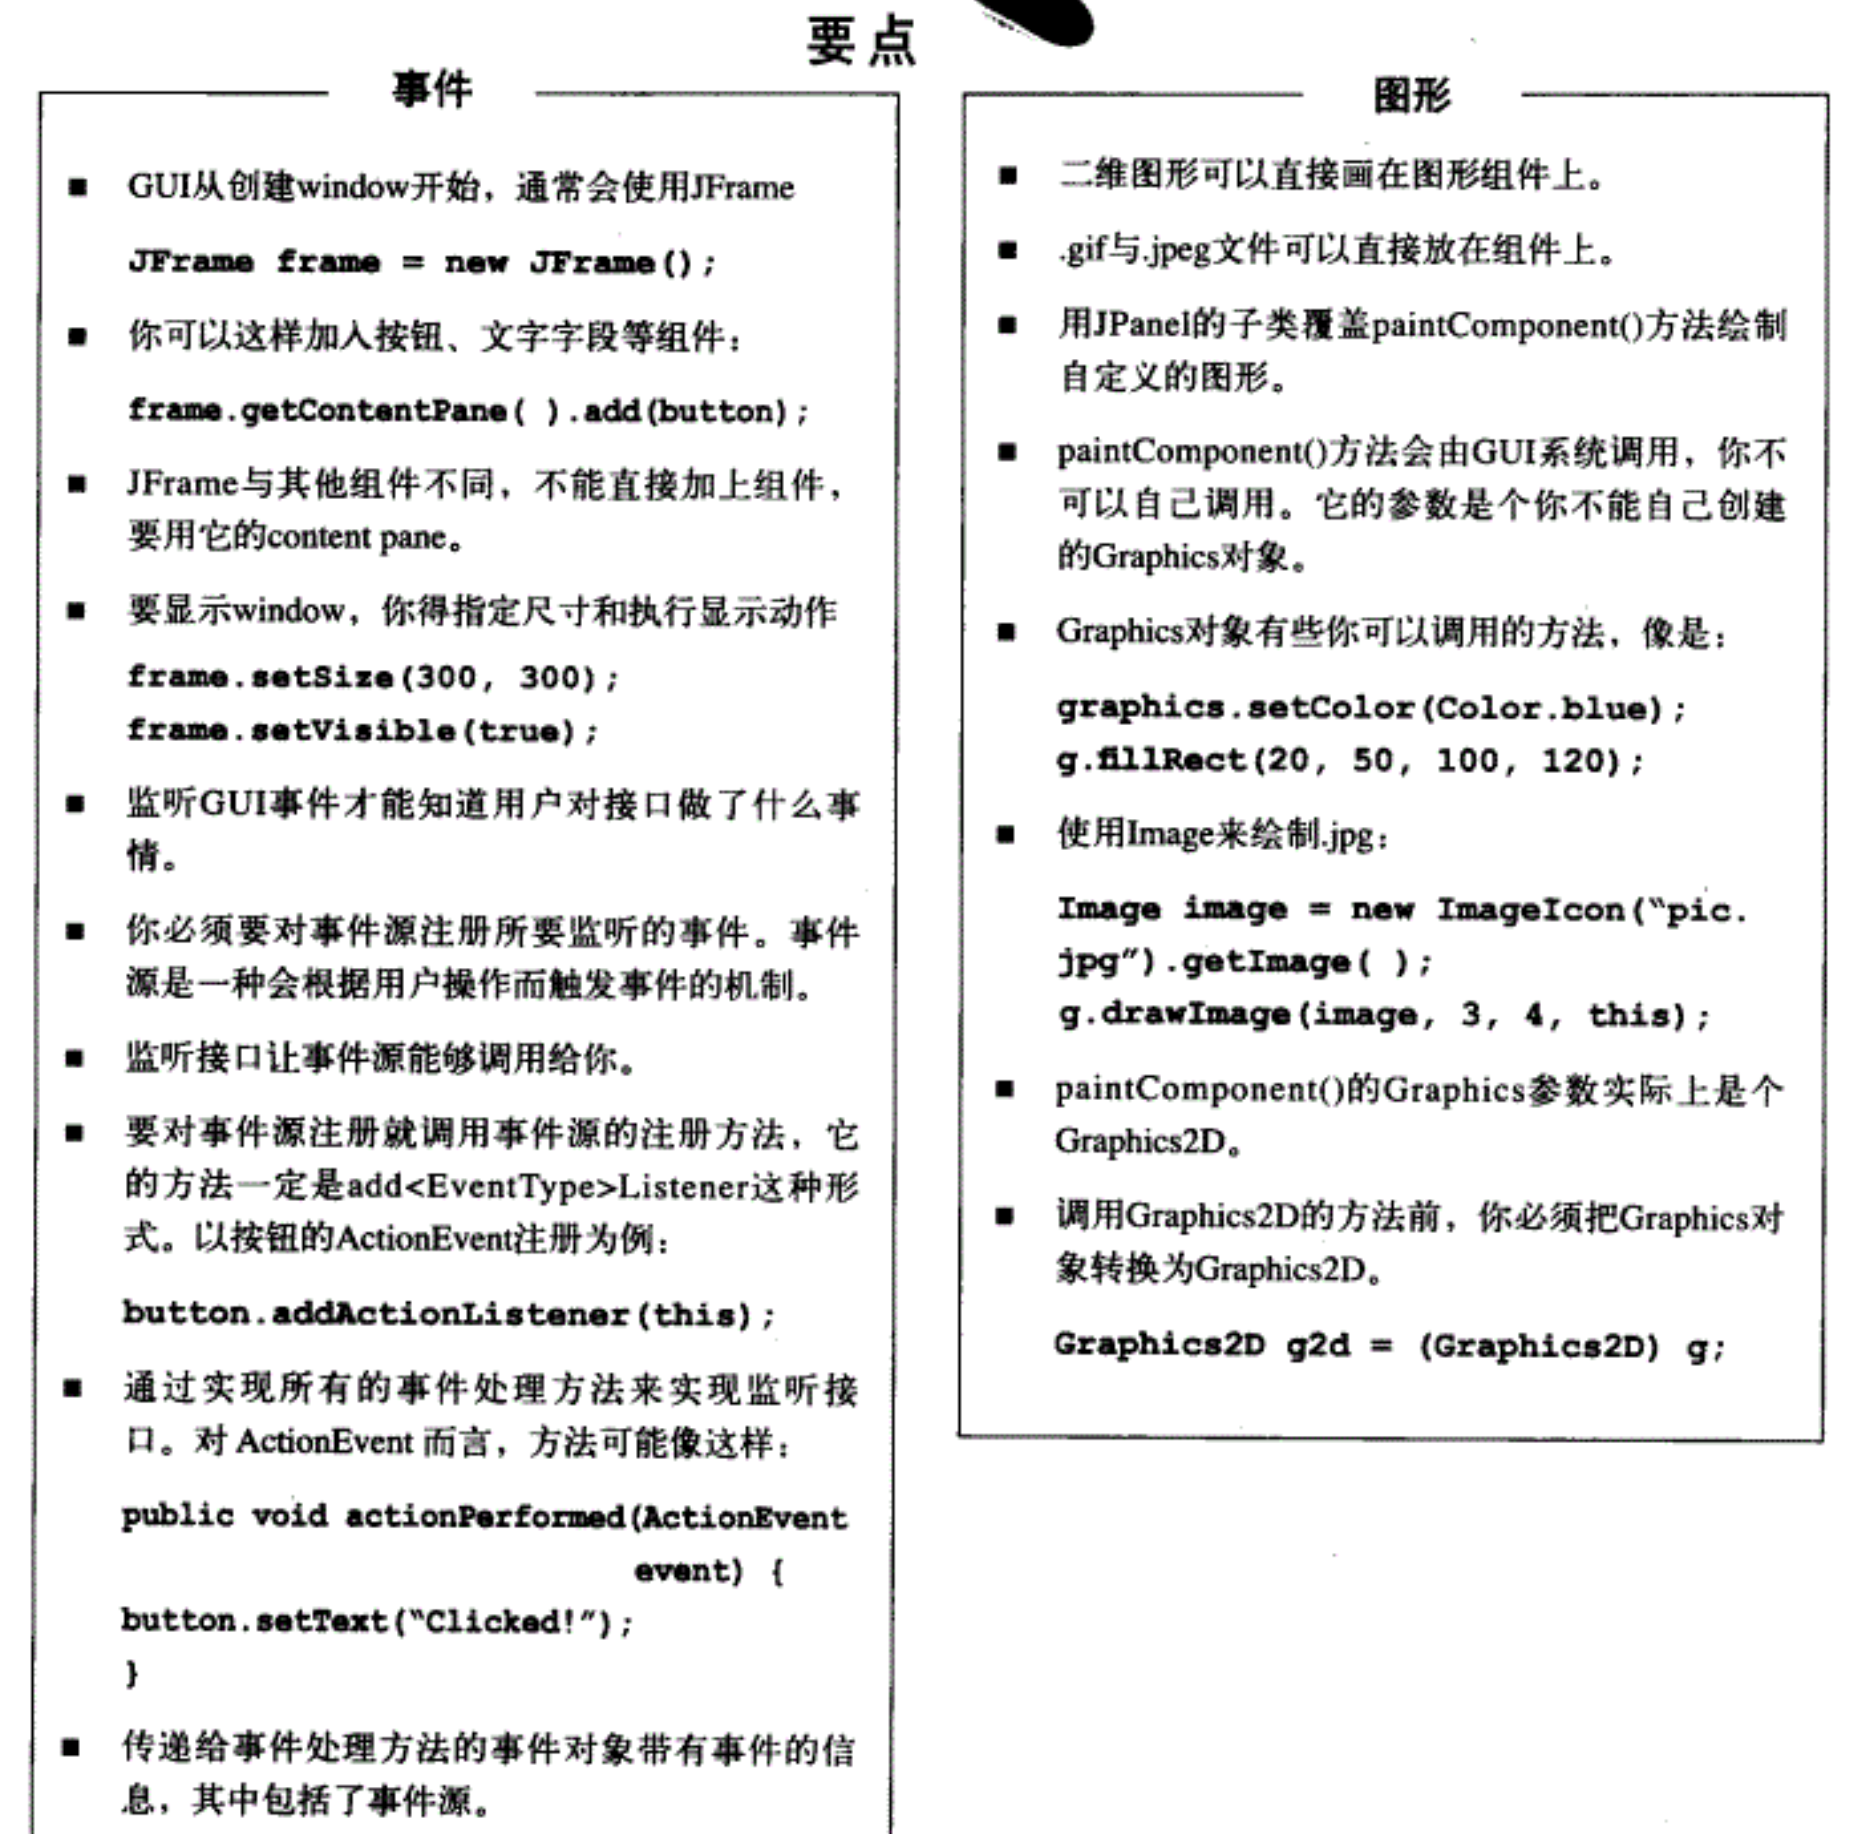 要点
事件
■ GUI从创建window开始，通常会使用JFrame
JFrame frame = new JFrame();
■ 你可以这样加入按钮、文字字段等组件：
frame.getContentPane( ).add(button);
■ JFrame与其他组件不同，不能直接加上组件，
要用它的content pane。
■ 要显示window，你得指定尺寸和执行显示动作
frame.setSize(300, 300);
frame.setVisible(true);
■ 监听GUI事件才能知道用户对接口做了什么事
情。
■ 你必须要对事件源注册所要监听的事件。事件
源是一种会根据用户操作而触发事件的机制。
■ 监听接口让事件源能够调用给你。
■ 要对事件源注册就调用事件源的注册方法，它
的方法一定是add<EventType>Listener这种形
式。以按钮的ActionEvent注册为例：
button.addActionListener(this);
■ 通过实现所有的事件处理方法来实现监听接
口。对 ActionEvent 而言，方法可能像这样：
public void actionPerformed(ActionEvent
event) {
button.setText(“Clicked!”);
}
■ 传递给事件处理方法的事件对象带有事件的信
息，其中包括了事件源。
图形
■ 二维图形可以直接画在图形组件上。
■ .gif与.jpeg文件可以直接放在组件上。
■ 用JPanel的子类覆盖paintComponent()方法绘制
自定义的图形。
■ paintComponent()方法会由GUI系统调用，你不
可以自己调用。它的参数是个你不能自己创建
的Graphics对象。
■ Graphics对象有些你可以调用的方法，像是：
graphics.setColor(Color.blue);
g.fillRect(20, 50, 100, 120);
■ 使用Image来绘制.jpg：
Image image = new ImageIcon(“pic.
jpg”).getImage( );
g.drawImage(image, 3, 4, this);
■ paintComponent()的Graphics参数实际上是个
Graphics2D。
■ 调用Graphics2D的方法前，你必须把Graphics对
象转换为Graphics2D。
Graphics2D g2d = (Graphics2D) g;